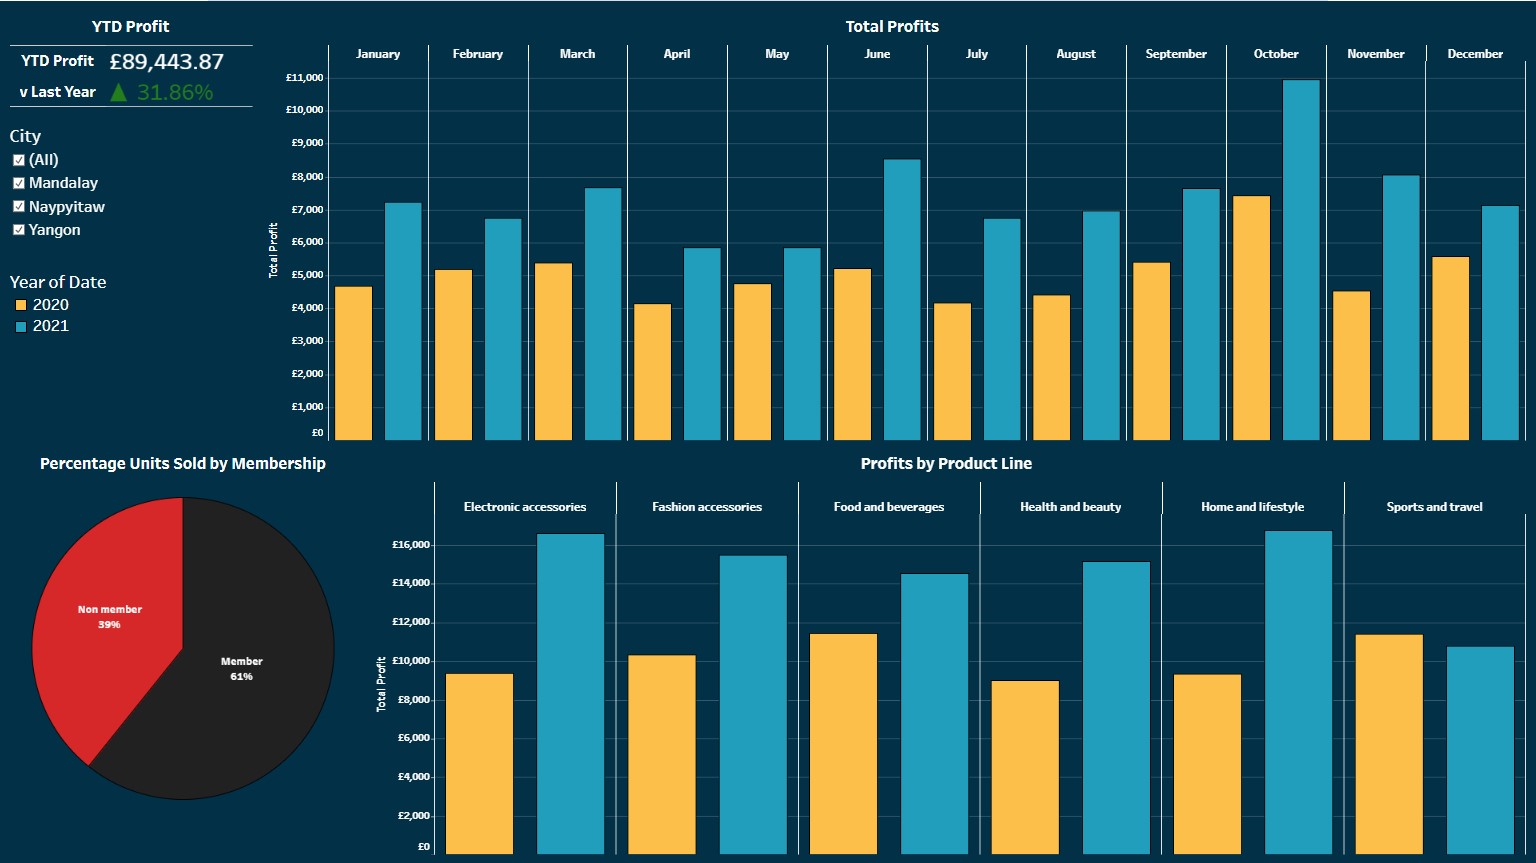 YTD Profit
YTD Profit £89,443.87
v Last Year ▲ 31.86%
City
(All)
Mandalay
Naypyitaw
Yangon
Year of Date
2020
2021
Total Profits
January February March April May June July August September October November December
Total Profit
£11,000
£10,000
£9,000
£8,000
£7,000
£6,000
£5,000
£4,000
£3,000
£2,000
£1,000
£0
Percentage Units Sold by Membership
Non member
39%
Member
61%
Profits by Product Line
Electronic accessories Fashion accessories Food and beverages Health and beauty Home and lifestyle Sports and travel
Total Profit
£16,000
£14,000
£12,000
£10,000
£8,000
£6,000
£4,000
£2,000
£0